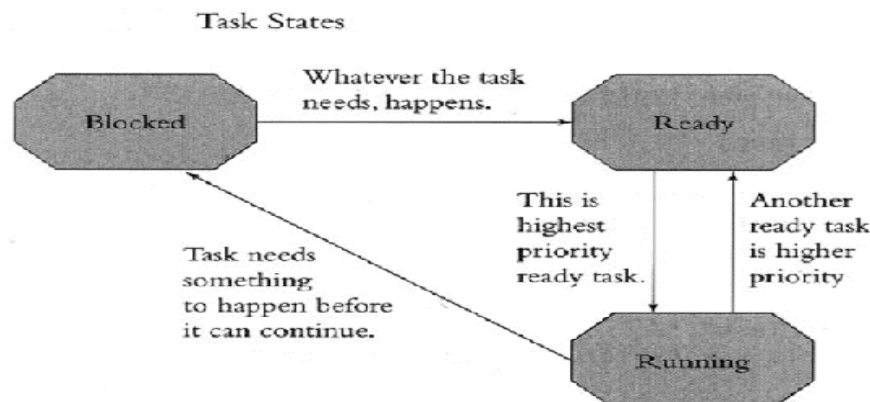 Task States
Whatever the task
needs, happens.
Blocked
Ready
This is
highest
priority
ready task.
Another
ready task
is higher
priority
Task needs
something
to happen before
it can continue.
Running